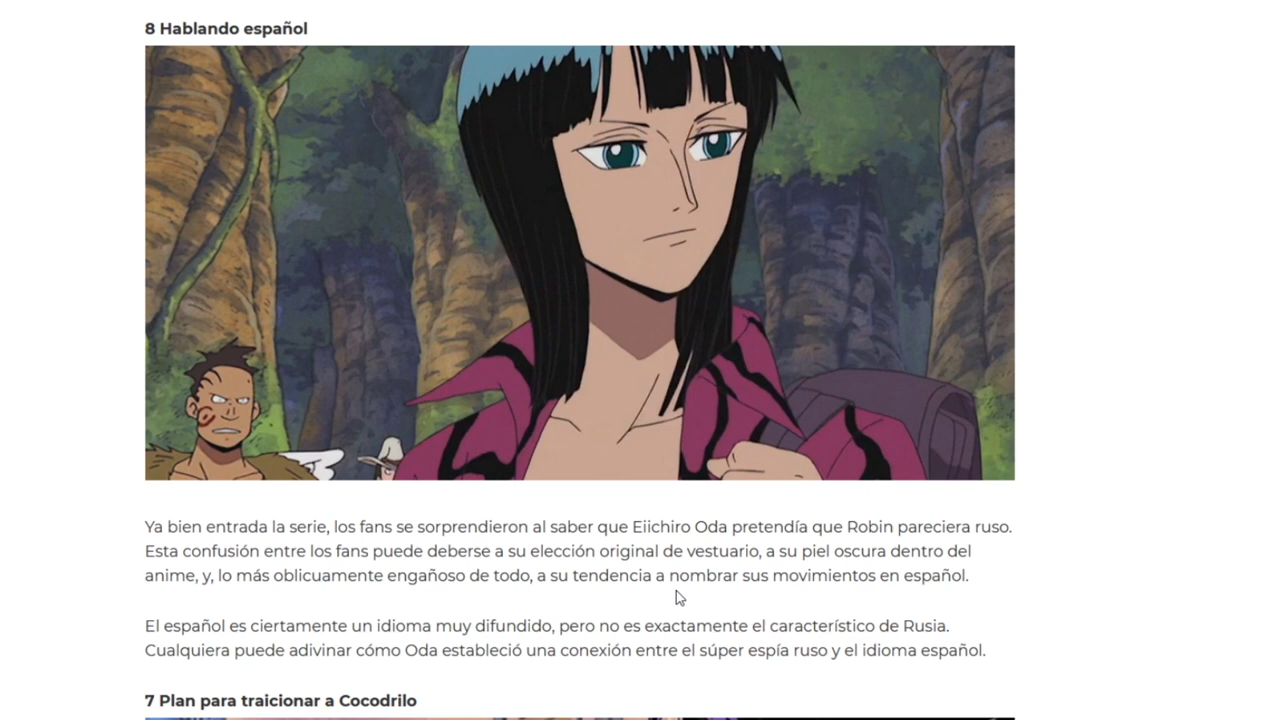 8 Hablando español
Ya bien entrada la serie, los fans se sorprendieron al saber que Eiichiro Oda pretendía que Robin pareciera ruso.
Esta confusión entre los fans puede deberse a su elección original de vestuario, a su piel oscura dentro del
anime, y, lo más oblicuamente engañoso de todo, a su tendencia a nombrar sus movimientos en español.
El español es ciertamente un idioma muy difundido, pero no es exactamente el característico de Rusia.
Cualquiera puede adivinar cómo Oda estableció una conexión entre el súper espía ruso y el idioma español.
7 Plan para traicionar a Cocodrilo